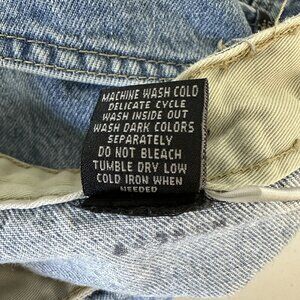 MACHINE WASH COLD
DELICATE CYCLE
WASH INSIDE OUT
WASH DARK COLORS
SEPARATELY
DO NOT BLEACH
TUMBLE DRY LOW
COLD IRON WHEN
NEEDED